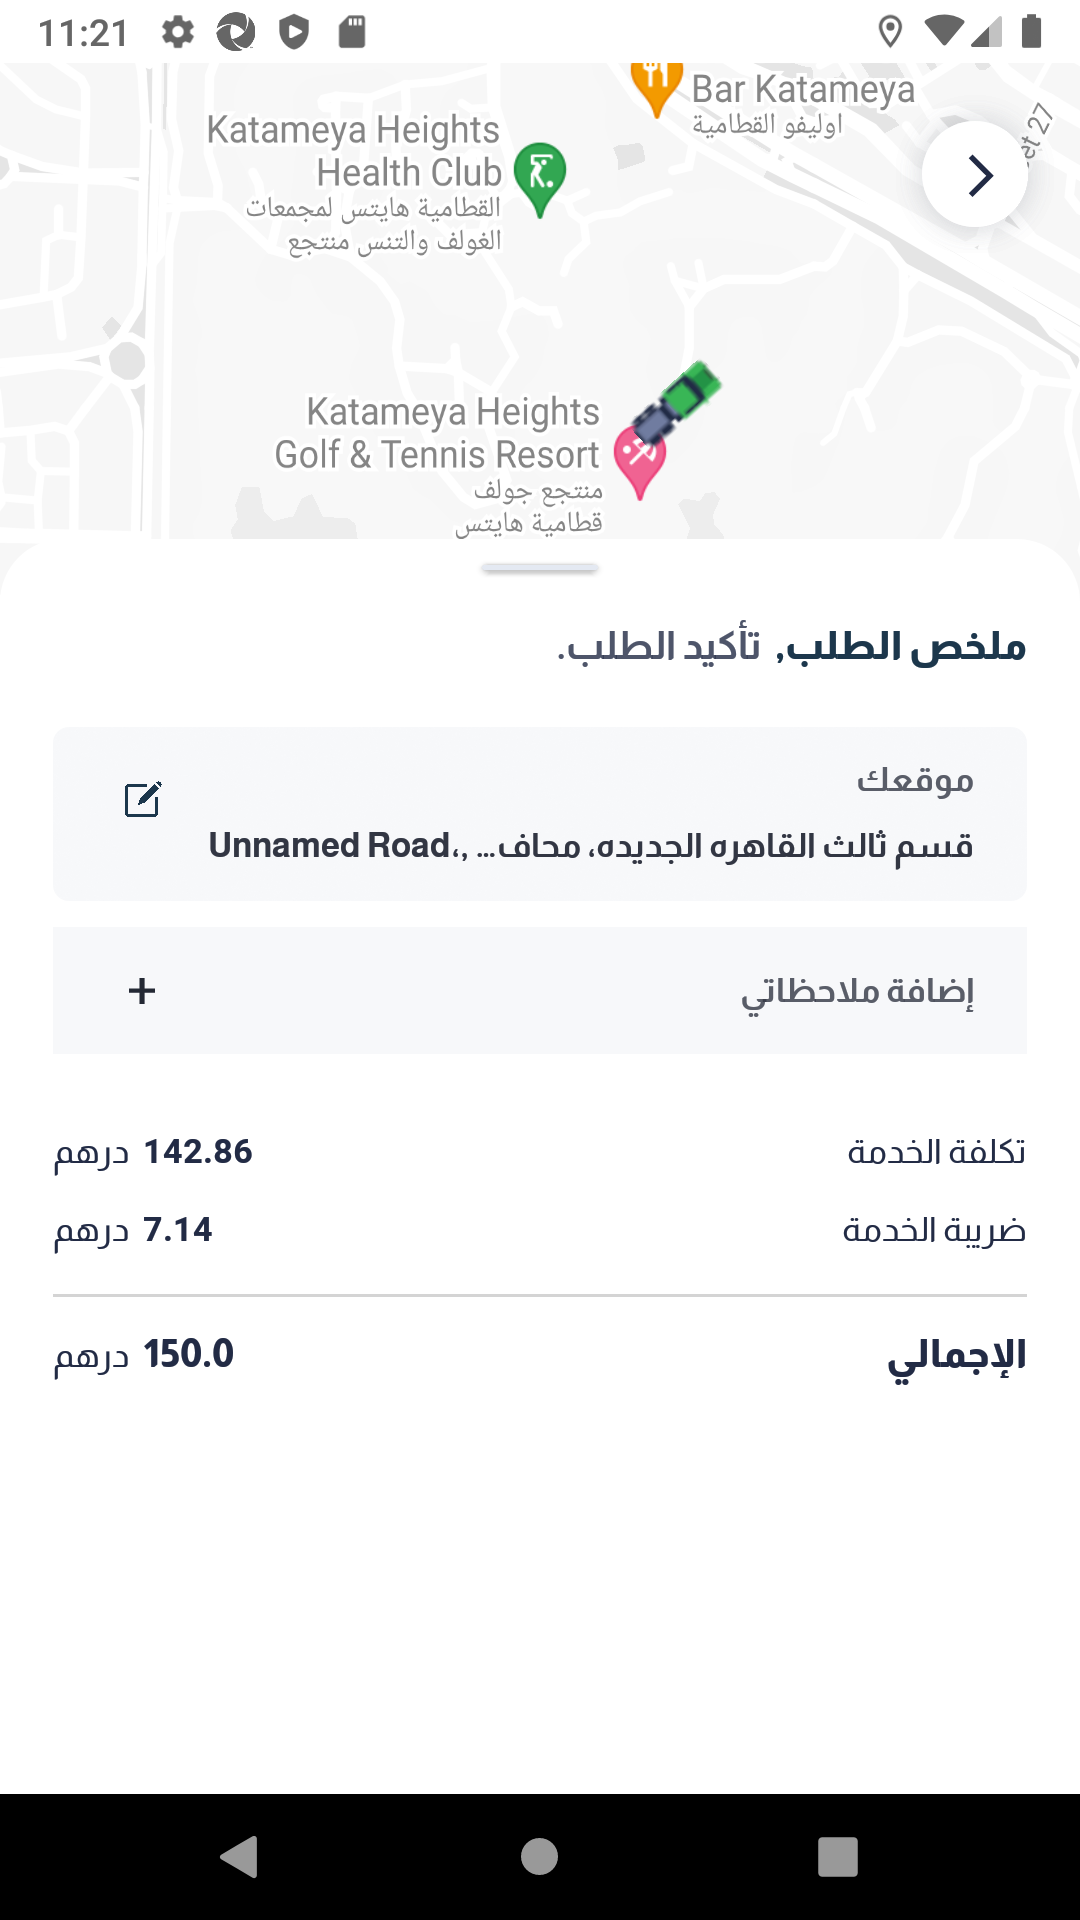 11:21
Bar Katameya
اوليفو القطامية
Katameya Heights
Health Club
القطامية هايتس لمجمعات
الغولف والتنس منتجع
et 27
Katameya Heights
Golf & Tennis Resort
منتجع جولف
قطامية هايتس
ملخص الطلب, تأكيد الطلب.
موقعك
قسم ثالث القاهره الجديده، محاف... ,،Unnamed Road
إضافة ملاحظاتي
تكلفة الخدمة 142.86 درهم
ضريبة الخدمة 7.14 درهم
الإجمالي 150.0 درهم